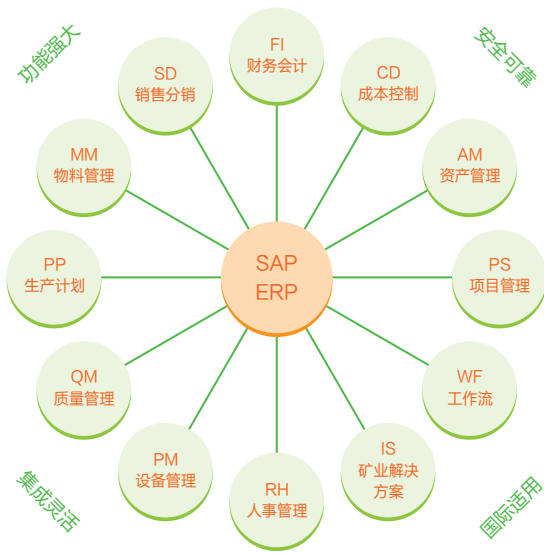 功能强大
安全可靠
FI
财务会计
CD
成本控制
AM
资产管理
PS
项目管理
WF
工作流
IS
矿业解决
方案
RH
人事管理
PM
设备管理
QM
质量管理
PP
生产计划
MM
物料管理
SD
销售分销
SAP
ERP
集成灵活
国际适用